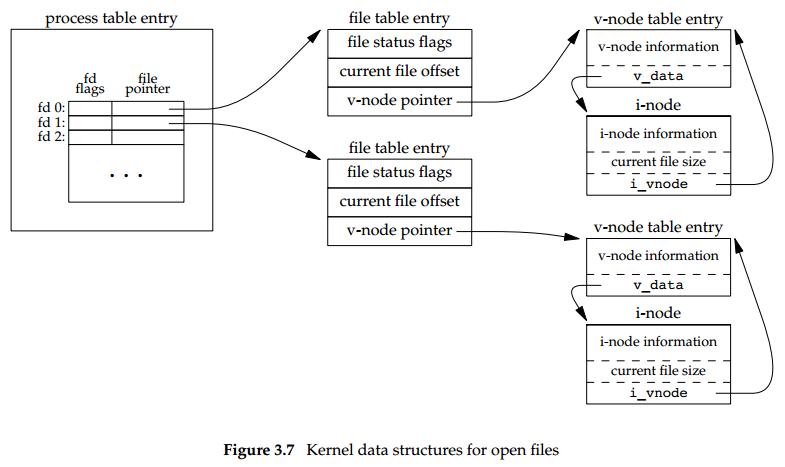 process table entry
fd
flags
file
pointer
fd 0:
fd 1:
fd 2:
. . .
file table entry
file status flags
current file offset
v-node pointer
file table entry
file status flags
current file offset
v-node pointer
v-node table entry
v-node information
v_data
i-node
i-node information
current file size
i_vnode
v-node table entry
v-node information
v_data
i-node
i-node information
current file size
i_vnode
Figure 3.7 Kernel data structures for open files